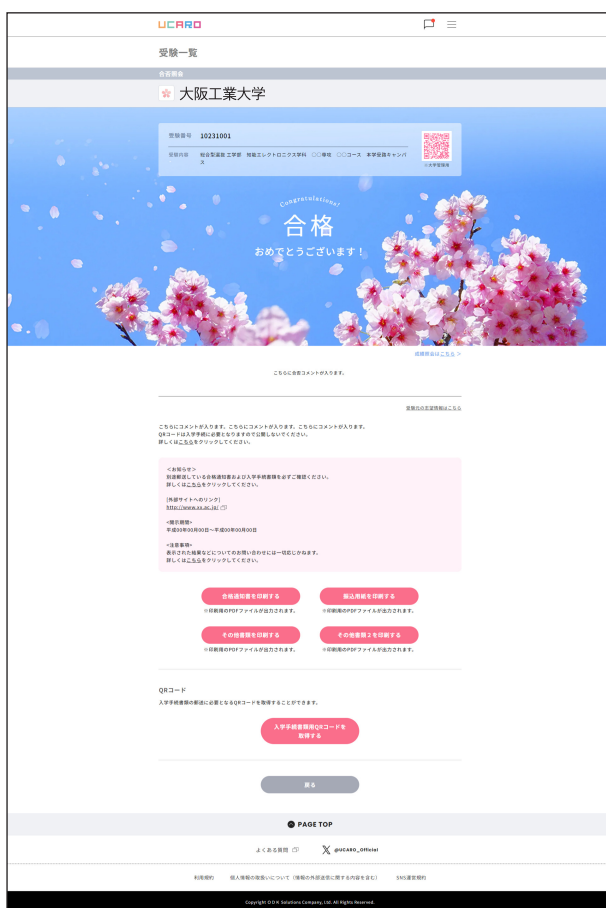 UCARO
受験一覧
合否照会
大阪工業大学
受験番号 10231001
受験内容 総合型選抜 工学部 知能エレクトロニクス学科 〇〇専攻 〇〇コース 本学受験キャンパ
ス
※大学受験用
Congratulations!
合格
おめでとうございます！
成績照会はこちら >
こちらに合否コメントが入ります。
受験内の志望情報はこちら
こちらにコメントが入ります。こちらにコメントが入ります。こちらにコメントが入ります。
QRコードは入学手続に必要となりますので公開しないでください。
詳しくはこちらをクリックしてください。
<お知らせ>
別途郵送している合格通知書および入学手続書類を必ずご確認ください。
詳しくはこちらをクリックしてください。
[外部サイトへのリンク]
http://www.xx.ac.jp/
<開示期間>
平成00年00月00日～平成00年00月00日
<注意事項>
表示された結果などについてのお問い合わせには一切応じかねます。
詳しくはこちらをクリックしてください。
合格通知書を印刷する 振込用紙を印刷する
※印刷用のPDFファイルが出力されます。 ※印刷用のPDFファイルが出力されます。
その他書類を印刷する その他書類2を印刷する
※印刷用のPDFファイルが出力されます。 ※印刷用のPDFファイルが出力されます。
QRコード
入学手続書類の郵送に必要となるQRコードを取得することができます。
入学手続書類用QRコードを
取得する
戻る
PAGE TOP
よくある質問 @UCARO_Official
利用規約 個人情報の取扱いについて（情報の外部送信に関する内容を含む） SNS運営規約
Copyright O D K Solutions Company, Ltd. All Rights Reserved.